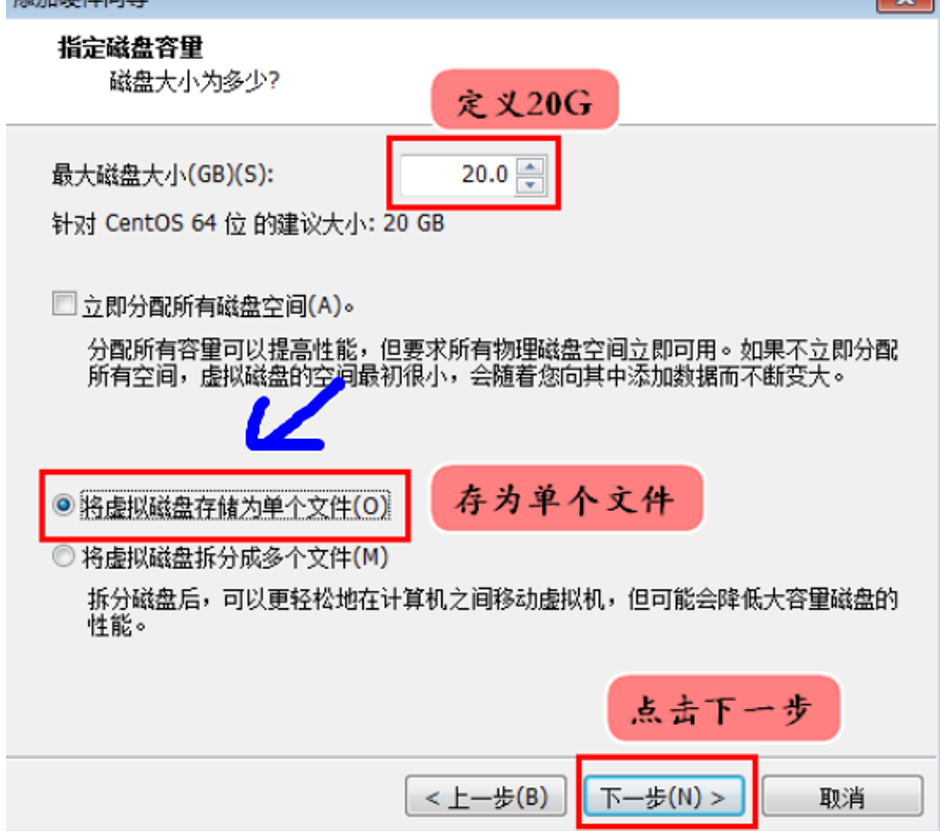 添加硬件向导
指定磁盘容量
磁盘大小为多少?
定义20G
最大磁盘大小(GB)(S):
20.0
针对 CentOS 64 位 的建议大小: 20 GB
立即分配所有磁盘空间(A)。
分配所有容量可以提高性能，但要求所有物理磁盘空间立即可用。如果不立即分配
所有空间，虚拟磁盘的空间最初很小，会随着您向其中添加数据而不断变大。
将虚拟磁盘存储为单个文件(O)
存为单个文件
将虚拟磁盘拆分成多个文件(M)
拆分磁盘后，可以更轻松地在计算机之间移动虚拟机，但可能会降低大容量磁盘的
性能。
点击下一步
< 上一步(B)
下一步(N) >
取消